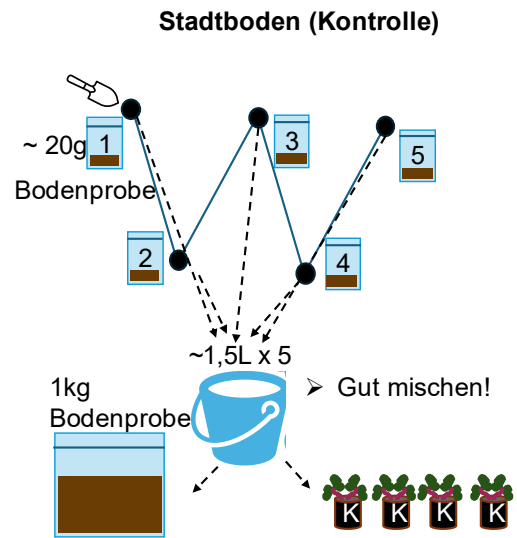 Stadtboden (Kontrolle)
1
3
5
~ 20g
Bodenprobe
2
4
~1,5L x 5
1kg
Bodenprobe
➢ Gut mischen!
K K K K